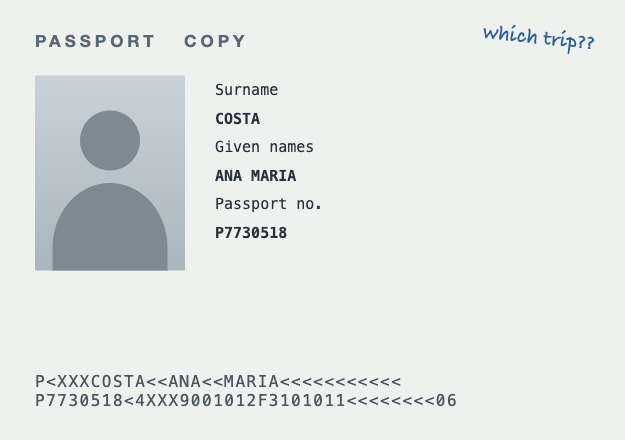 PASSPORT COPY
Which trip??
Surname
COSTA
Given names
ANA MARIA
Passport no.
P7730518
P<XXXCOSTA<<ANA<<MARIA<<<<<<<<<<<
P7730518<4XXX9001012F3101011<<<<<<<<06